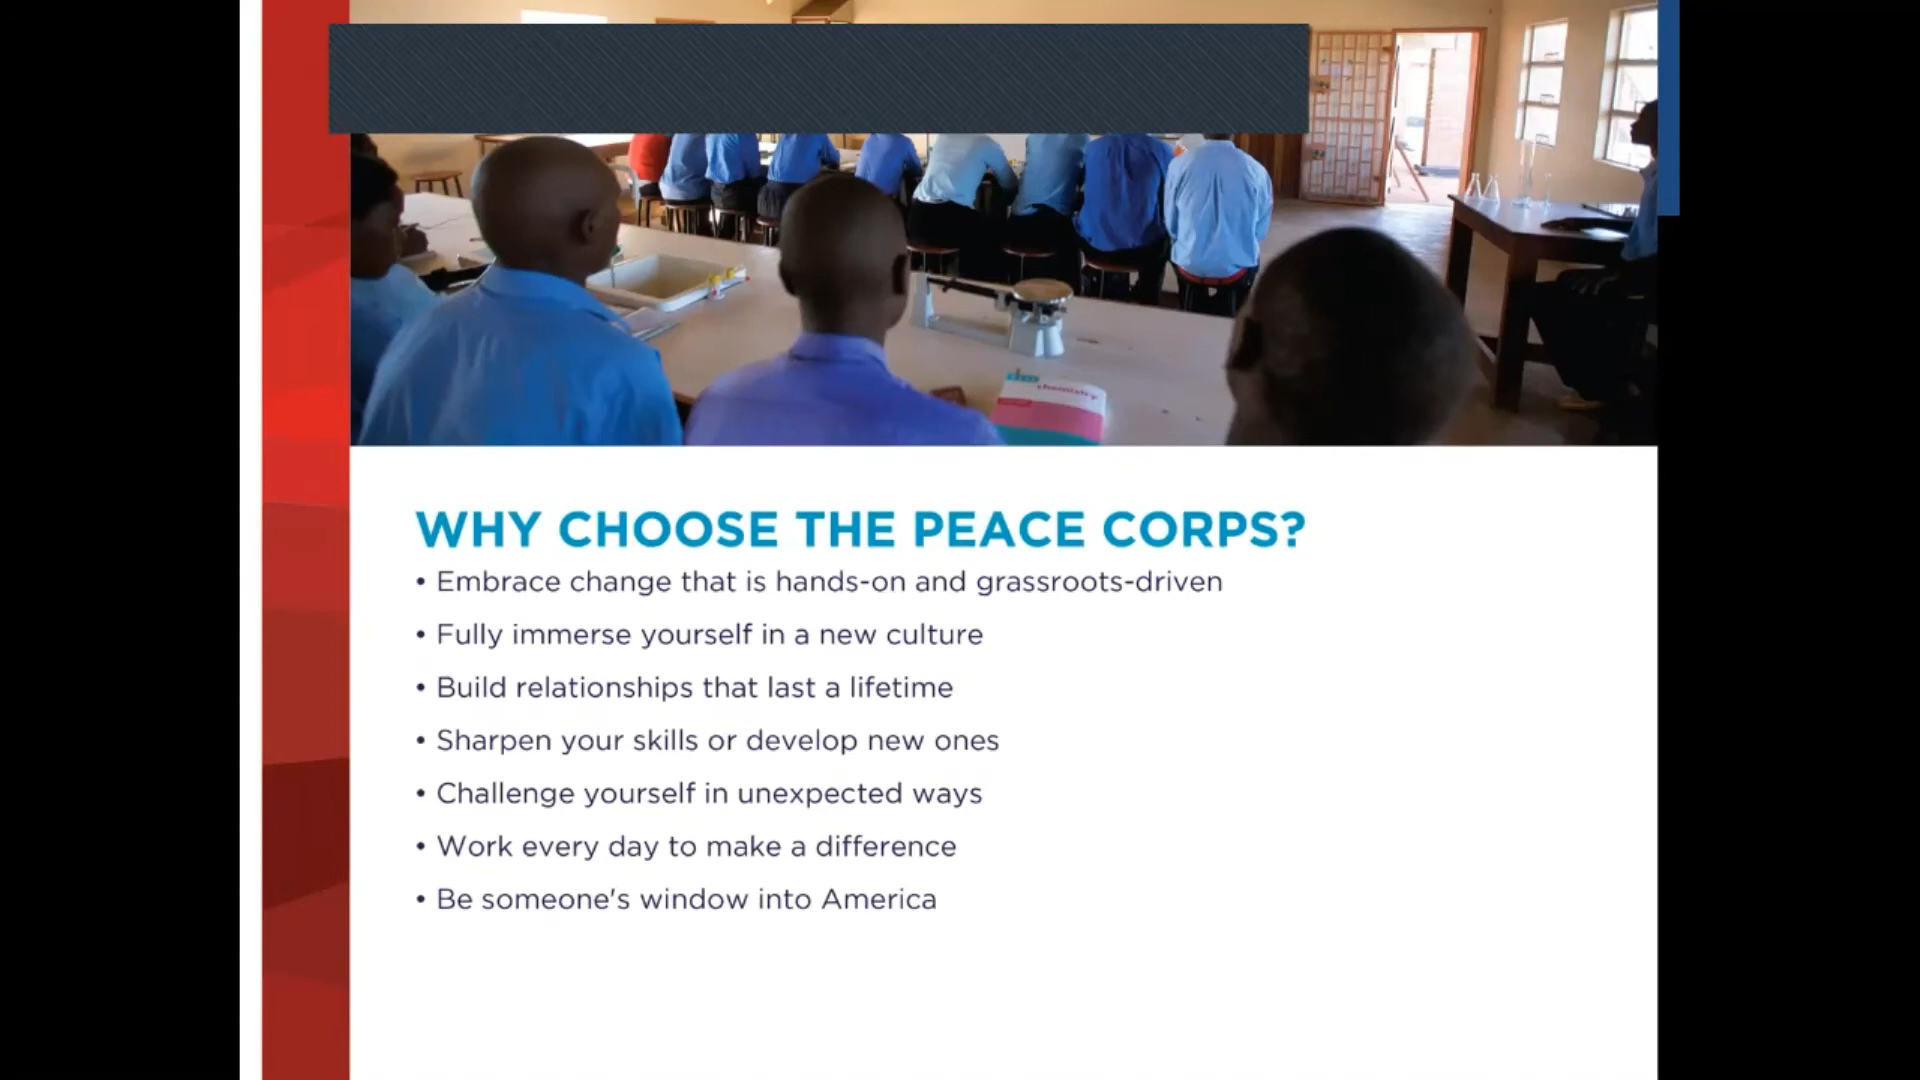 chemistry
WHY CHOOSE THE PEACE CORPS?
• Embrace change that is hands-on and grassroots-driven
• Fully immerse yourself in a new culture
• Build relationships that last a lifetime
• Sharpen your skills or develop new ones
• Challenge yourself in unexpected ways
• Work every day to make a difference
• Be someone's window into America